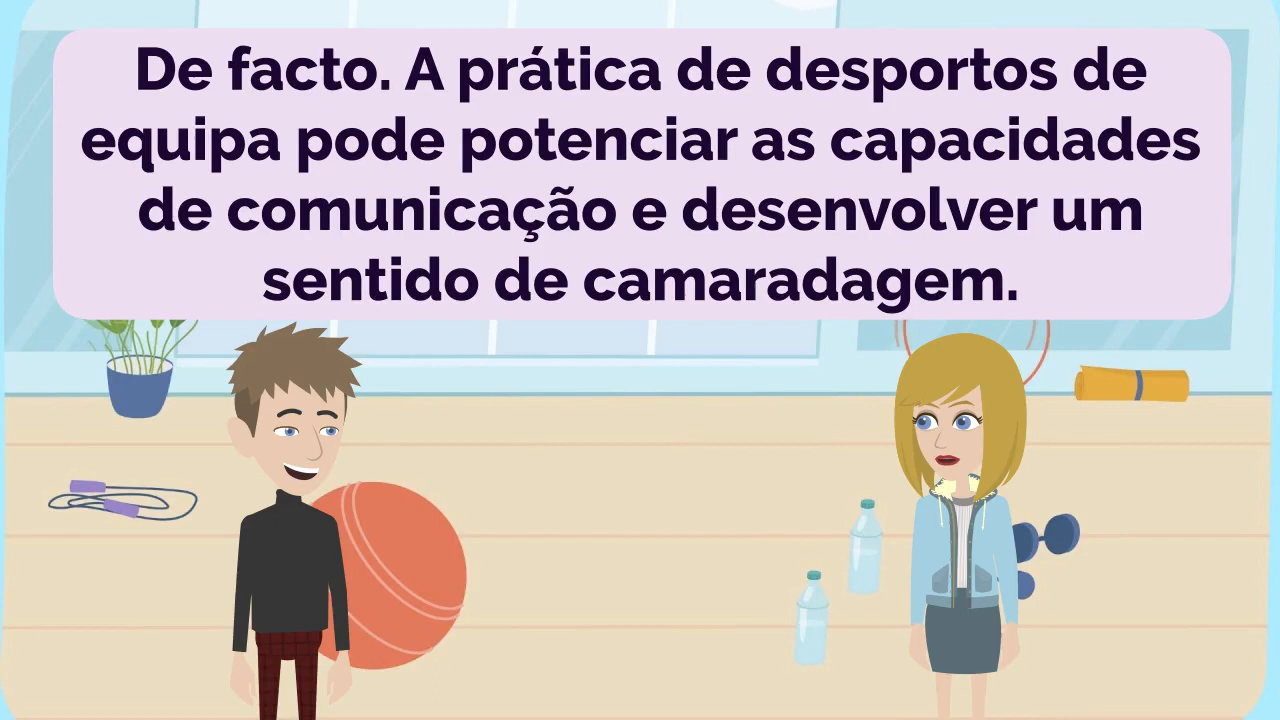 De facto. A prática de desportos de
equipa pode potenciar as capacidades
de comunicação e desenvolver um
sentido de camaradagem.